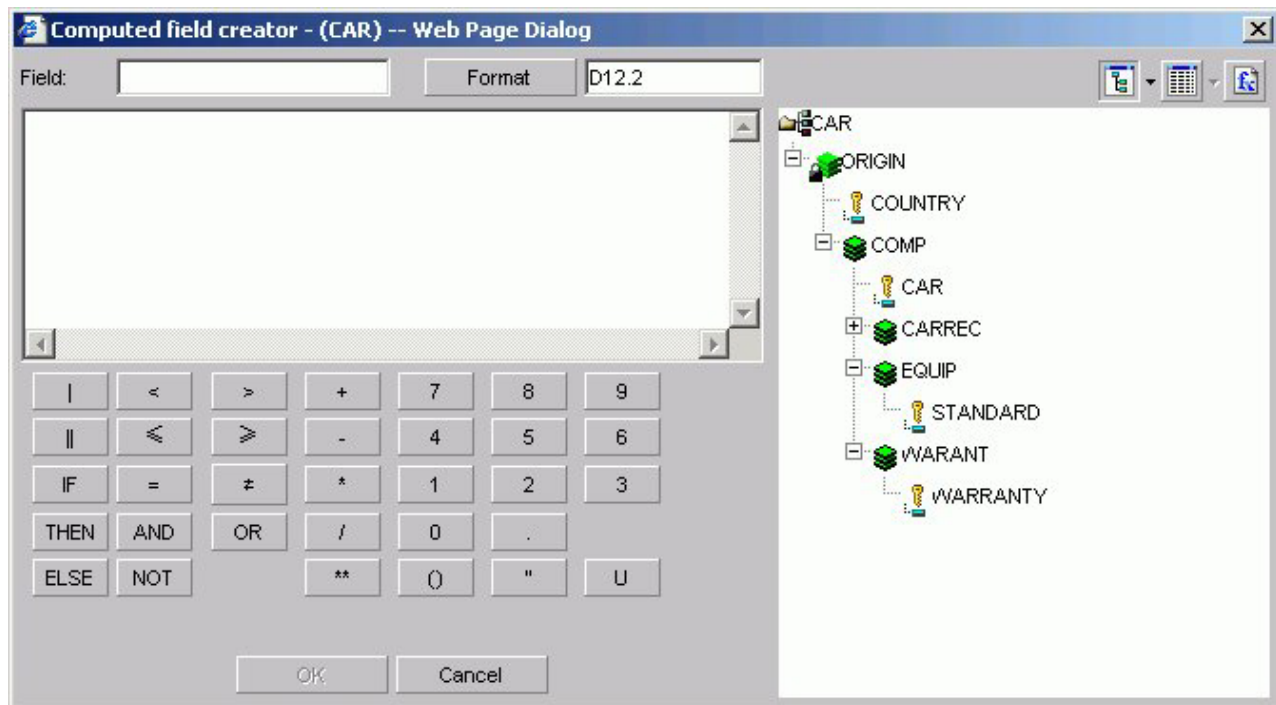 Computed field creator - (CAR) -- Web Page Dialog
Field: Format D12.2
CAR
ORIGIN
COUNTRY
COMP
CAR
CARREC
EQUIP
STANDARD
WARANT
WARRANTY
| < > + 7 8 9
|| ≤ ≥ - 4 5 6
IF = ≠ * 1 2 3
THEN AND OR / 0 .
ELSE NOT ** () " U
OK Cancel